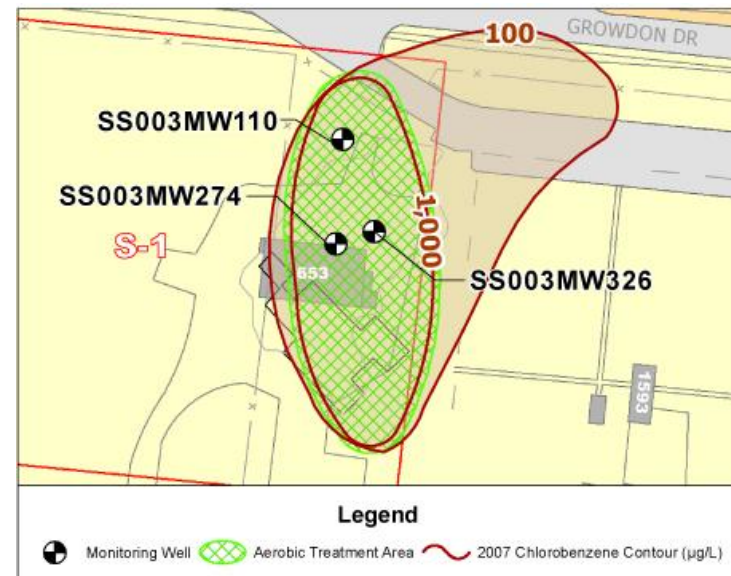 100
GROWDON DR
SS003MW110
SS003MW274
1,000
S-1
653
SS003MW326
1593
Legend
Monitoring Well Aerobic Treatment Area 2007 Chlorobenzene Contour (µg/L)